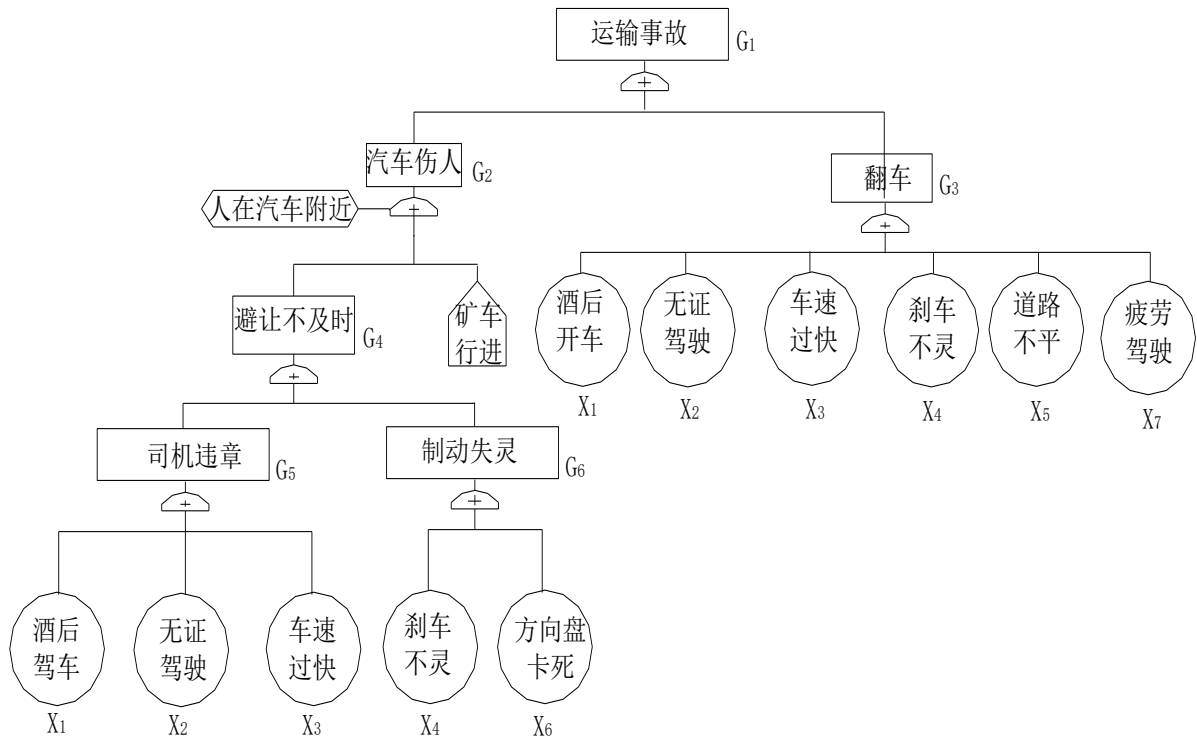 运输事故
G1
+
汽车伤人
G2
翻车
G3
人在汽车附近
+
+
避让不及时
G4
矿车
行进
酒后
开车
无证
驾驶
车速
过快
刹车
不灵
道路
不平
疲劳
驾驶
X1
X2
X3
X4
X5
X7
+
司机违章
G5
制动失灵
G6
+
+
酒后
驾车
无证
驾驶
车速
过快
刹车
不灵
方向盘
卡死
X1
X2
X3
X4
X6